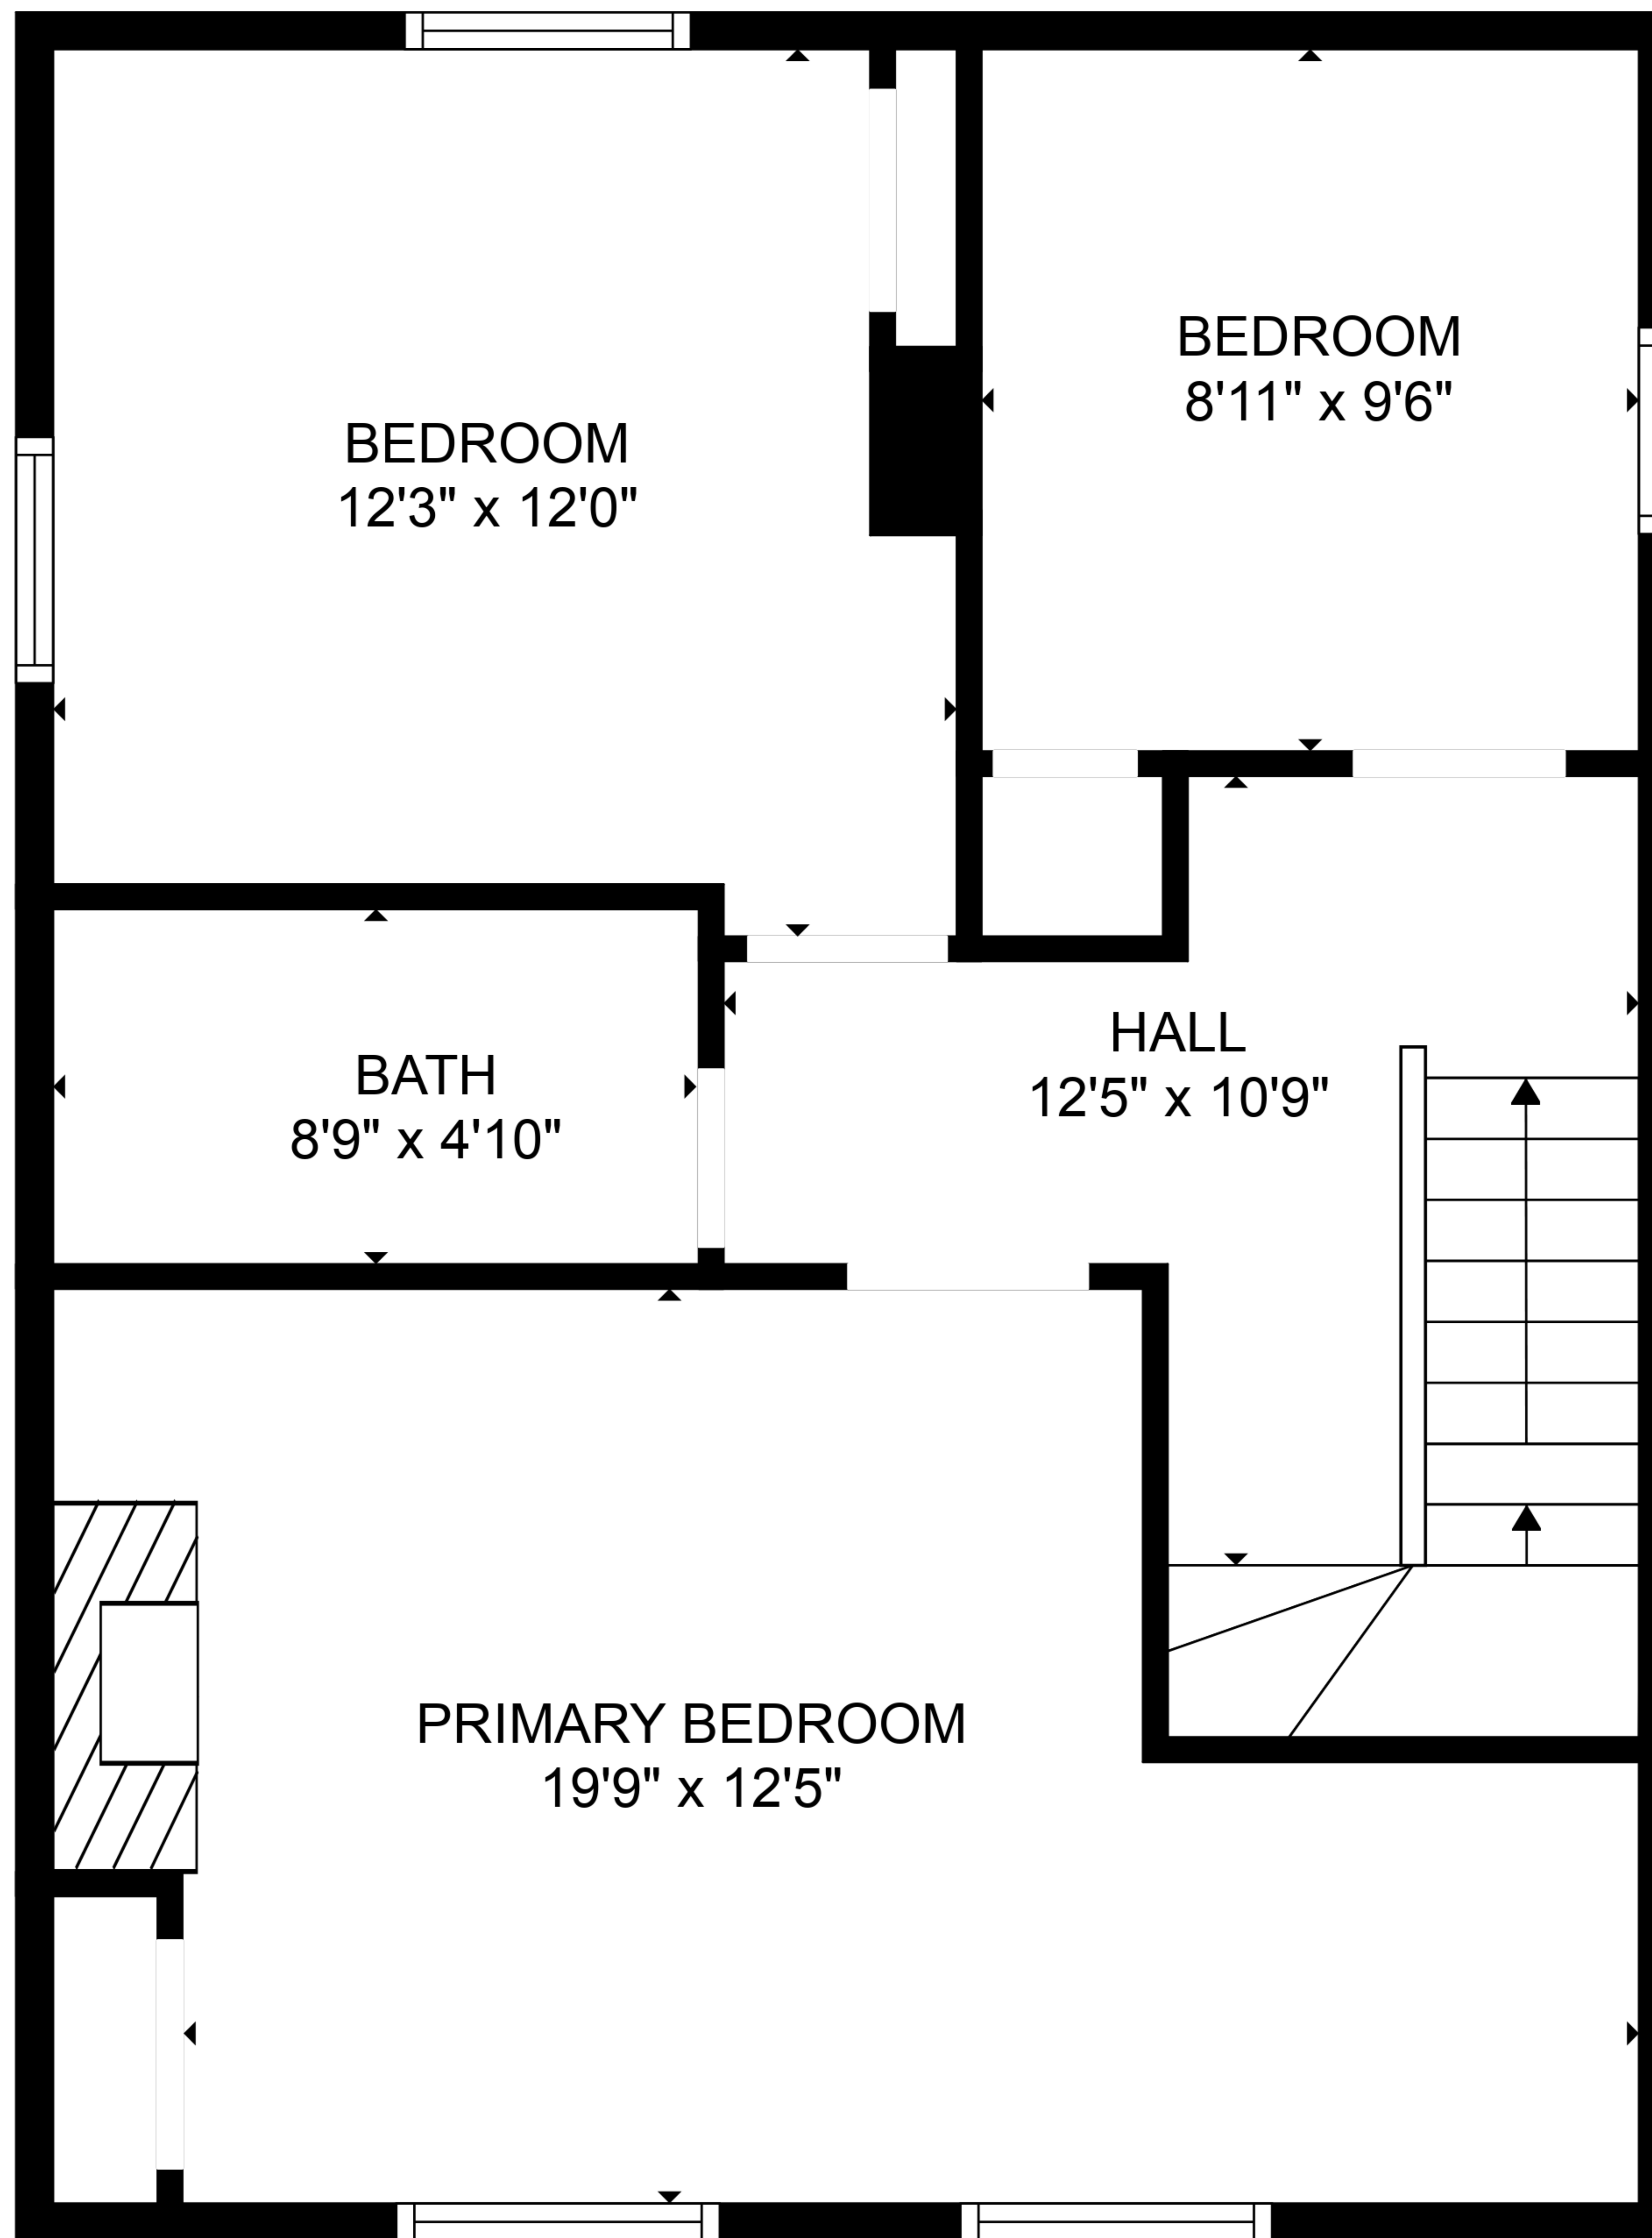 BEDROOM
8'11" x 9'6"
BEDROOM
12'3" x 12'0"
HALL
12'5" x 10'9"
BATH
8'9" x 4'10"
PRIMARY BEDROOM
19'9" x 12'5"